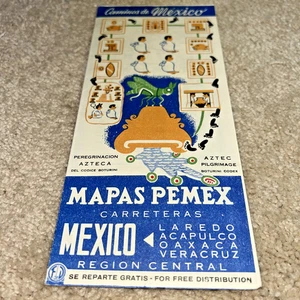 Caminos de México
PEREGRINACION
AZTECA
DEL CODICE BOTURINI
AZTEC
PILGRIMAGE
BOTURINI CODEX
MAPAS PEMEX
CARRETERAS
MEXICO
LAREDO
ACAPULCO
OAXACA
VERACRUZ
REGION CENTRAL
SE REPARTE GRATIS - FOR FREE DISTRIBUTION